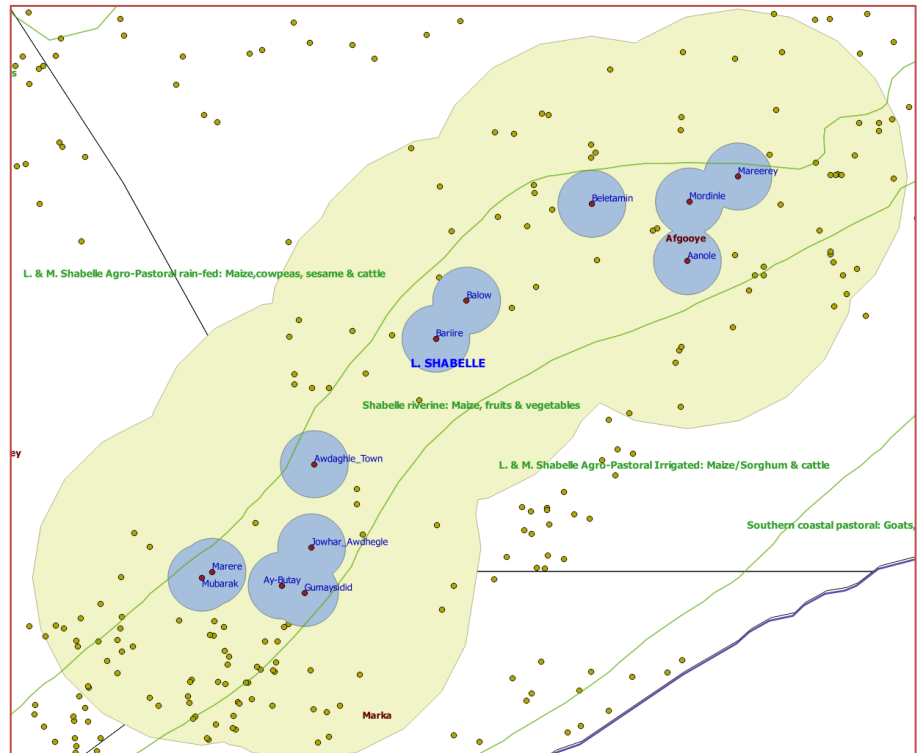 s
Mareerey
Beletamin
Mordinle
Afgooye
Aanole
L. & M. Shabelle Agro-Pastoral rain-fed: Maize,cowpeas, sesame & cattle
Balow
Bariire
L. SHABELLE
Shabelle riverine: Maize, fruits & vegetables
ey
Awdaghle_Town
L. & M. Shabelle Agro-Pastoral Irrigated: Maize/Sorghum & cattle
Southern coastal pastoral: Goats,
Jowhar_Awdhegle
Marere
Mubarak
Ay-Butay
Gumaysidid
Marka